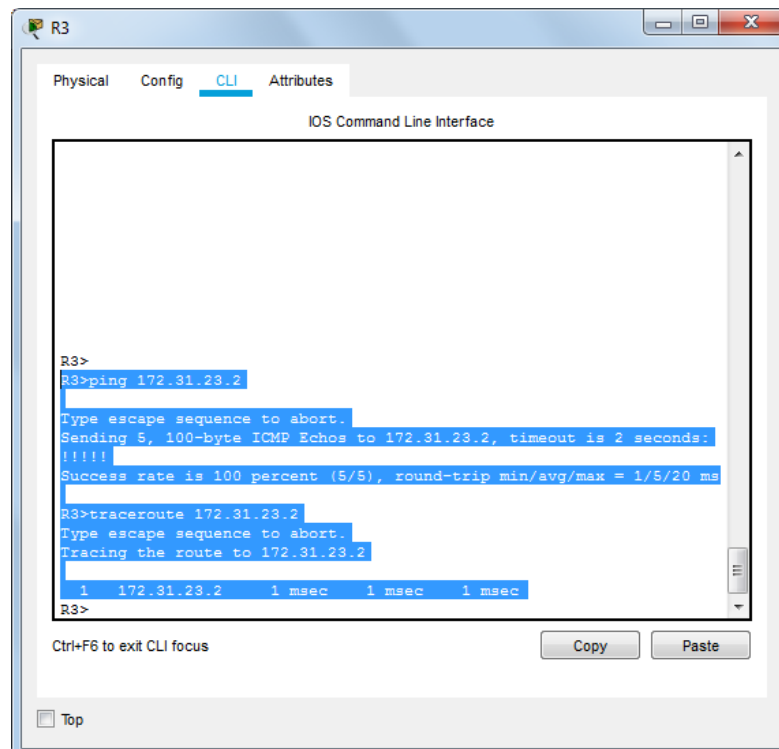 R3
Physical Config CLI Attributes
IOS Command Line Interface
R3>
R3>ping 172.31.23.2
Type escape sequence to abort.
Sending 5, 100-byte ICMP Echos to 172.31.23.2, timeout is 2 seconds:
!!!!!
Success rate is 100 percent (5/5), round-trip min/avg/max = 1/5/20 ms
R3>traceroute 172.31.23.2
Type escape sequence to abort.
Tracing the route to 172.31.23.2
1 172.31.23.2 1 msec 1 msec 1 msec
R3>
Ctrl+F6 to exit CLI focus
Copy Paste
Top